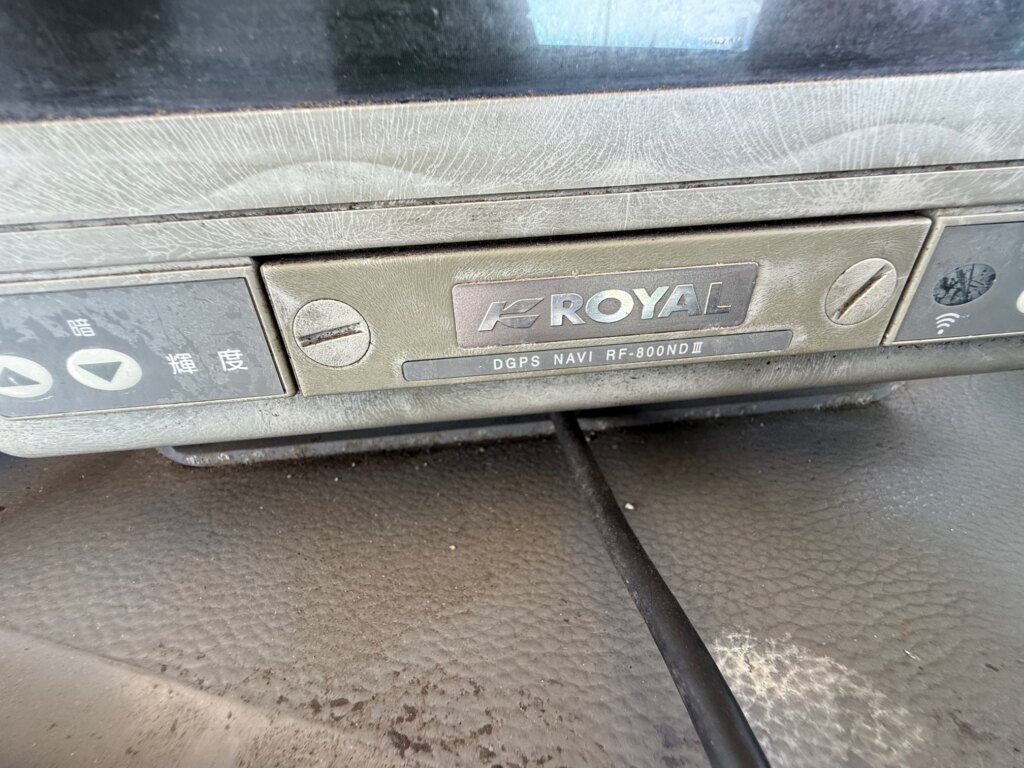 ROYAL
DGPS NAVI RF-800NDⅢ
暗
輝度